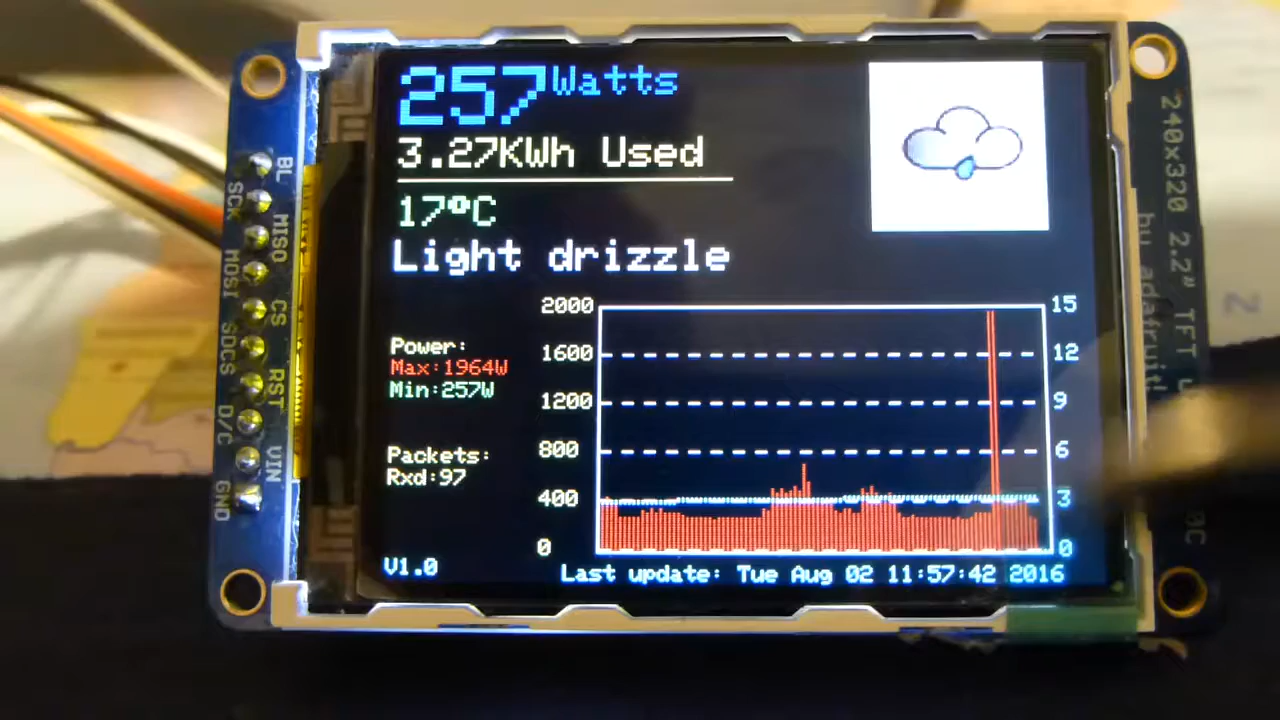 257Watts
3.27KWh Used
17ºC
Light drizzle
Power:
Max:1964W
Min:257W
Packets:
Rxd:97
V1.0
2000
1600
1200
800
400
0
15
12
9
6
3
0
Last update: Tue Aug 02 11:57:42 2016
BL
SCK
MISO
MOSI
CS
SDCS
RST
D/C
VIN
GND
240x320 2.2" TFT
by adafruit
2